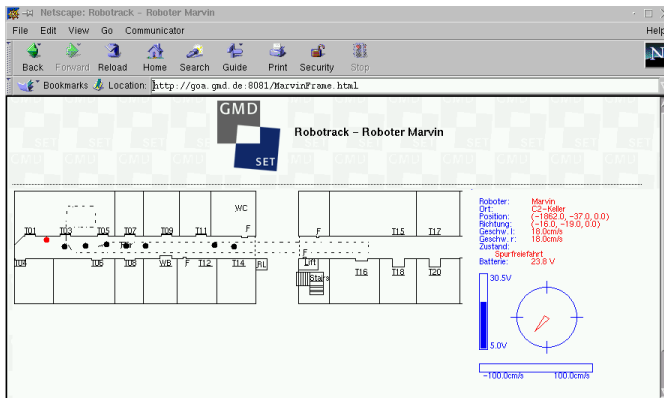 Netscape: Robotrack - Roboter Marvin
File Edit View Go Communicator Help
Back Forward Reload Home Search Guide Print Security Stop
N
Bookmarks Location: http://goa.gmd.de:8081/MarvinFrame.html
GMD
SET
Robotrack - Roboter Marvin
WC
T01 T03 T05 T07 T09 T11 F F T15 T17
F
T04 T06 T08 WB F T12 T14 RL Lift T16 T18 T20
Stairs
Roboter: Marvin
Ort: C2-Keller
Position: (-1862.0, -37.0, 0.0)
Richtung: (-16.0, -19.0, 0.0)
Geschw. l: 18.0cm/s
Geschw. r: 18.0cm/s
Zustand:
Spurfreiefahrt
Batterie: 23.8 V
30.5V
5.0V
-100.0cm/s 100.0cm/s